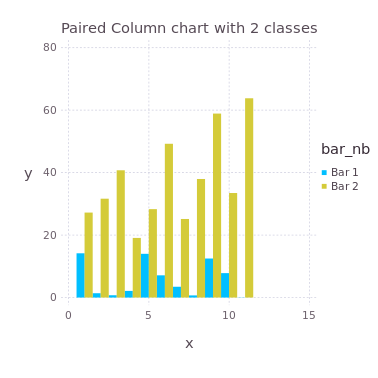 Paired Column chart with 2 classes
80
60
40
20
0
y
0 5 10 15
x
bar_nb
Bar 1
Bar 2